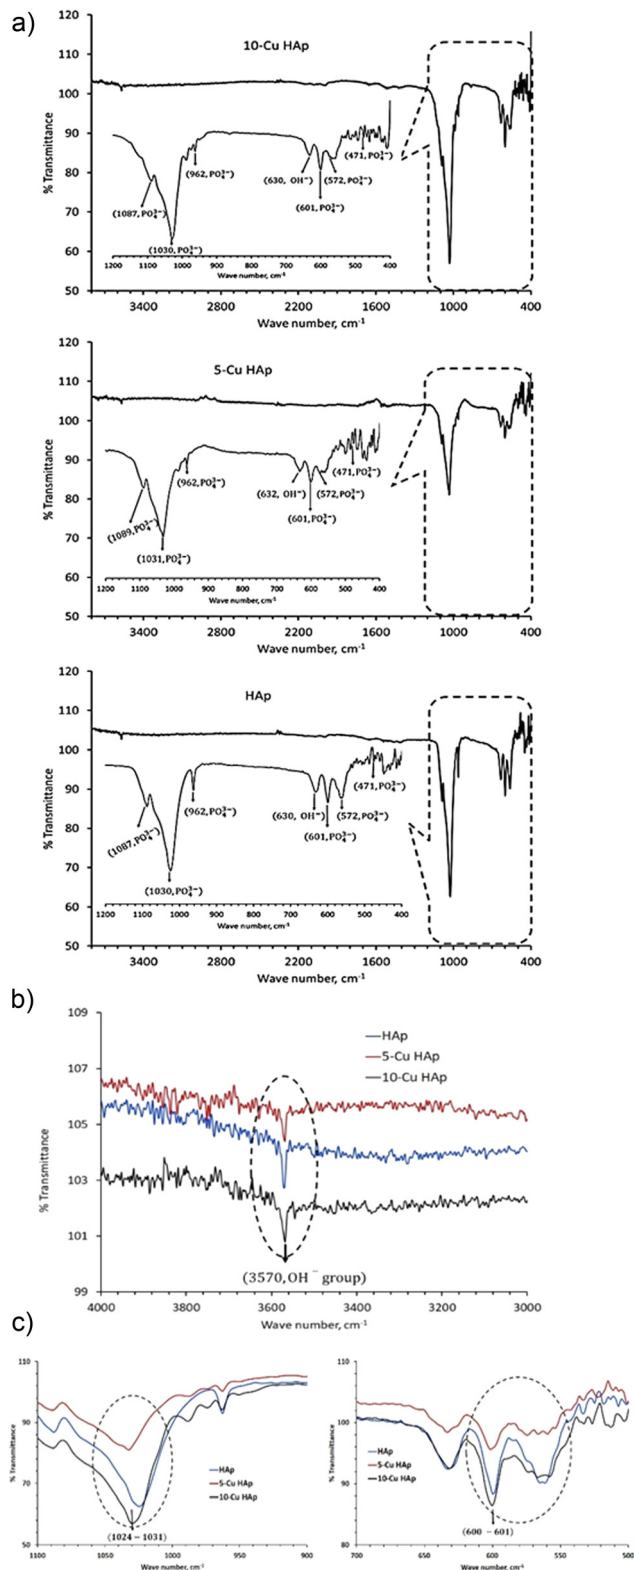 a)
120
10-Cu HAp
110
100
90
80
70
60
50
% Transmittance
(1087, PO₄³⁻)
(1030, PO₄³⁻)
(962, PO₄³⁻)
(630, OH⁻)
(601, PO₄³⁻)
(572, PO₄³⁻)
(471, PO₄³⁻)
1200 1100 1000 900 800 700 600 500 400
Wave number, cm⁻¹
3400 2800 2200 1600 1000 400
Wave number, cm⁻¹
120
5-Cu HAp
110
100
90
80
70
60
50
% Transmittance
(1089, PO₄³⁻)
(1031, PO₄³⁻)
(962, PO₄³⁻)
(632, OH⁻)
(601, PO₄³⁻)
(572, PO₄³⁻)
(471, PO₄³⁻)
1200 1100 1000 900 800 700 600 500 400
Wave number, cm⁻¹
3400 2800 2200 1600 1000 400
Wave number, cm⁻¹
120
HAp
110
100
90
80
70
60
50
% Transmittance
(1087, PO₄³⁻)
(1030, PO₄³⁻)
(962, PO₄³⁻)
(630, OH⁻)
(601, PO₄³⁻)
(572, PO₄³⁻)
(471, PO₄³⁻)
1200 1100 1000 900 800 700 600 500 400
Wave number, cm⁻¹
3400 2800 2200 1600 1000 400
Wave number, cm⁻¹
b)
109
107
105
103
101
99
% Transmittance
HAp
5-Cu HAp
10-Cu HAp
(3570, OH⁻ group)
4000 3800 3600 3400 3200 3000
Wave number, cm⁻¹
c)
110
90
70
50
% Transmittance
HAp
5-Cu HAp
10-Cu HAp
(1024 – 1031)
1100 1000 900
Wave number, cm⁻¹
110
100
90
80
% Transmittance
HAp
5-Cu HAp
10-Cu HAp
(600 – 601)
700 600 500
Wave number, cm⁻¹